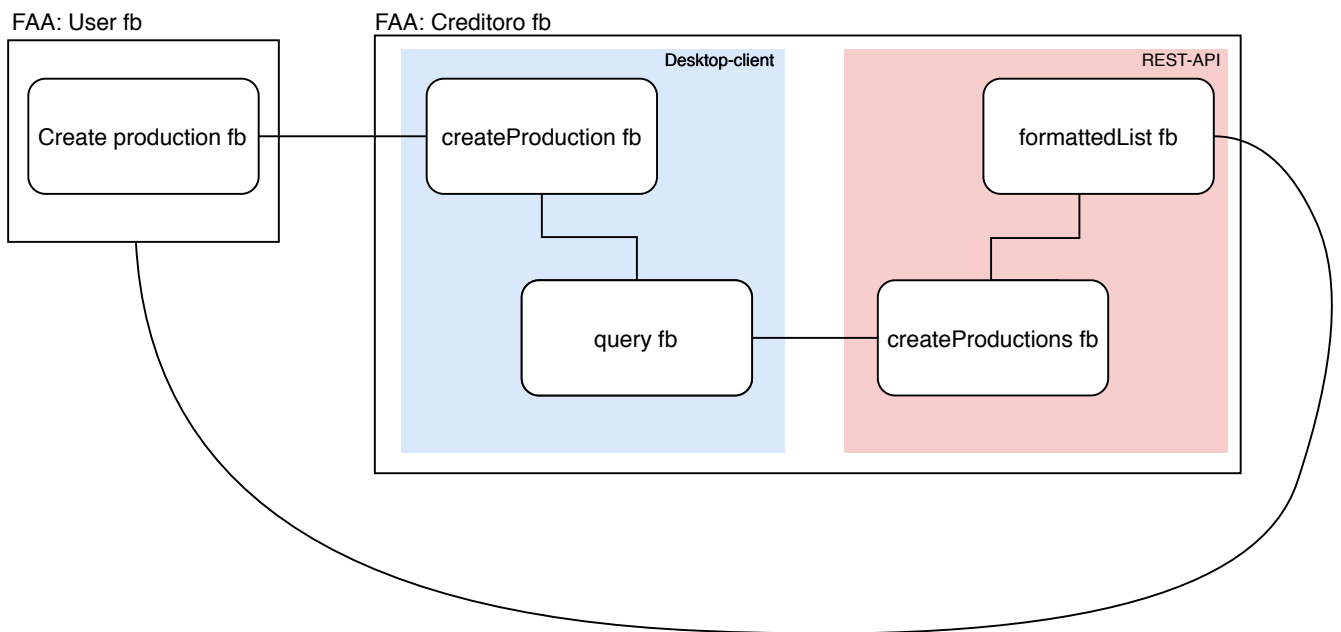 FAA: User fb
FAA: Creditoro fb
Desktop-client
REST-API
Create production fb
createProduction fb
formattedList fb
query fb
createProductions fb